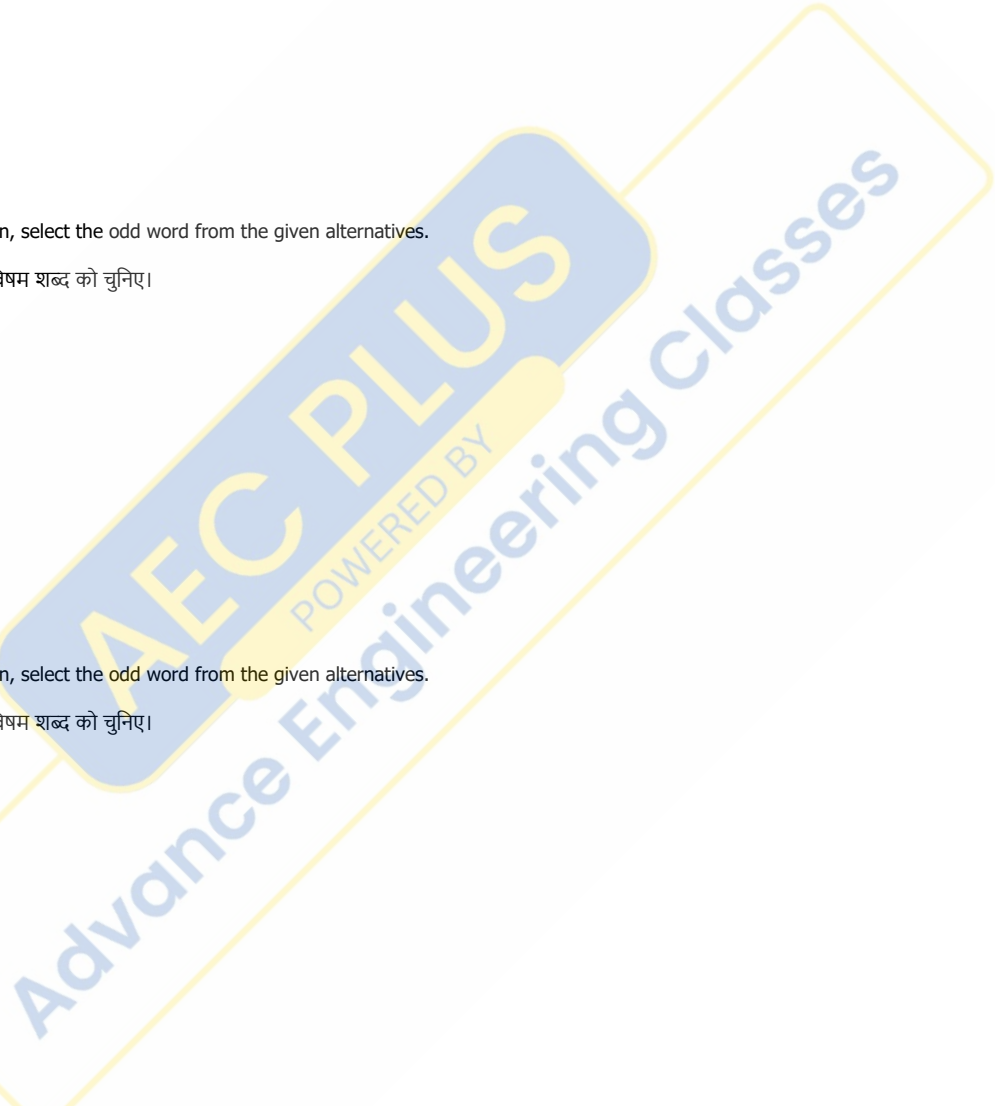 n, select the odd word from the given alternatives.
षम शब्द को चुनिए।
AEC PLUS
POWERED BY
Advance Engineering Classes
n, select the odd word from the given alternatives.
षम शब्द को चुनिए।